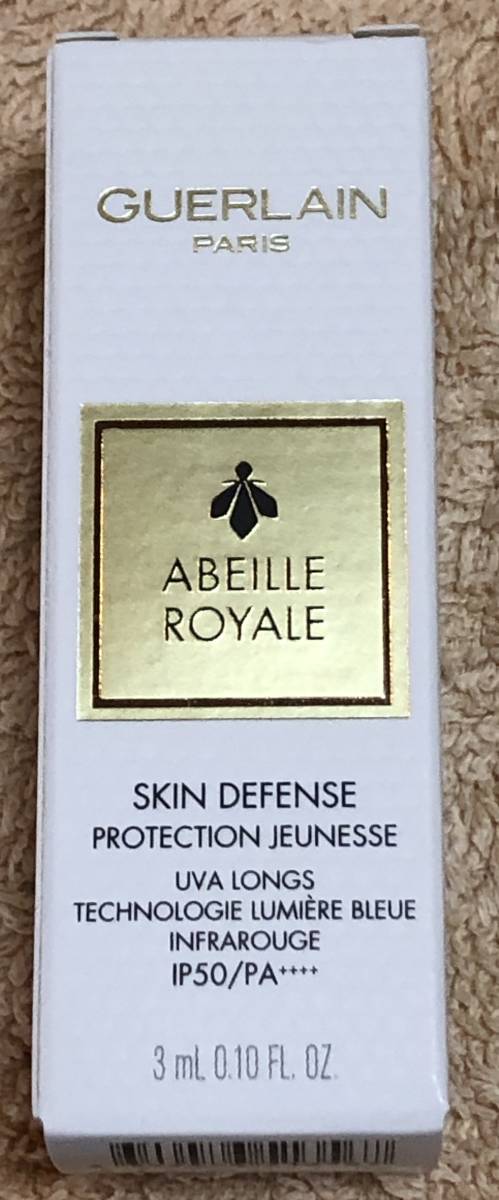 GUERLAIN
PARIS
ABEILLE
ROYALE
SKIN DEFENSE
PROTECTION JEUNESSE
UVA LONGS
TECHNOLOGIE LUMIÈRE BLEUE
INFRAROUGE
IP50/PA++++
3 mL 0.10 FL. OZ.